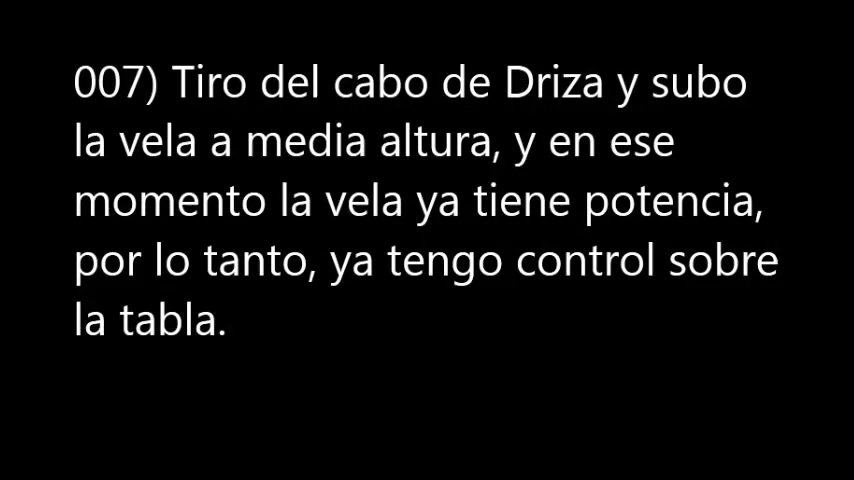 007) Tiro del cabo de Driza y subo
la vela a media altura, y en ese
momento la vela ya tiene potencia,
por lo tanto, ya tengo control sobre
la tabla.